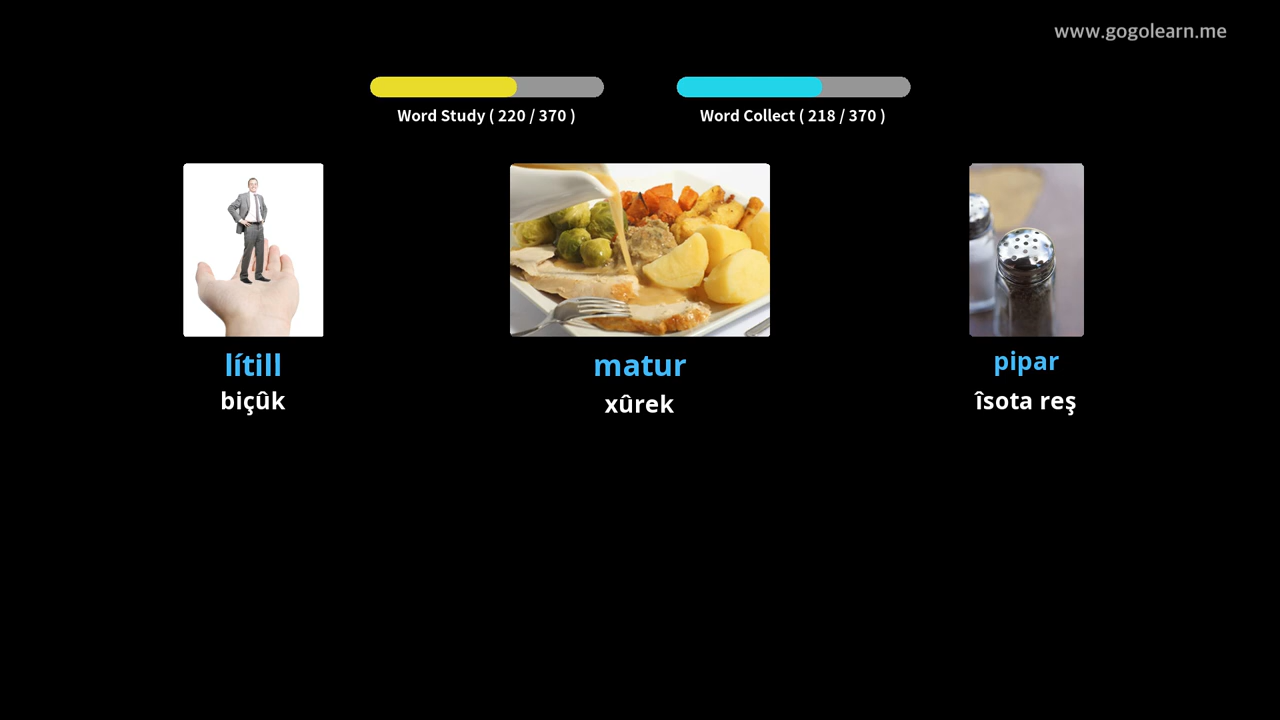 www.gogolearn.me
Word Study ( 220 / 370 )
Word Collect ( 218 / 370 )
lítill
matur
pipar
biçûk
xûrek
îsota reş